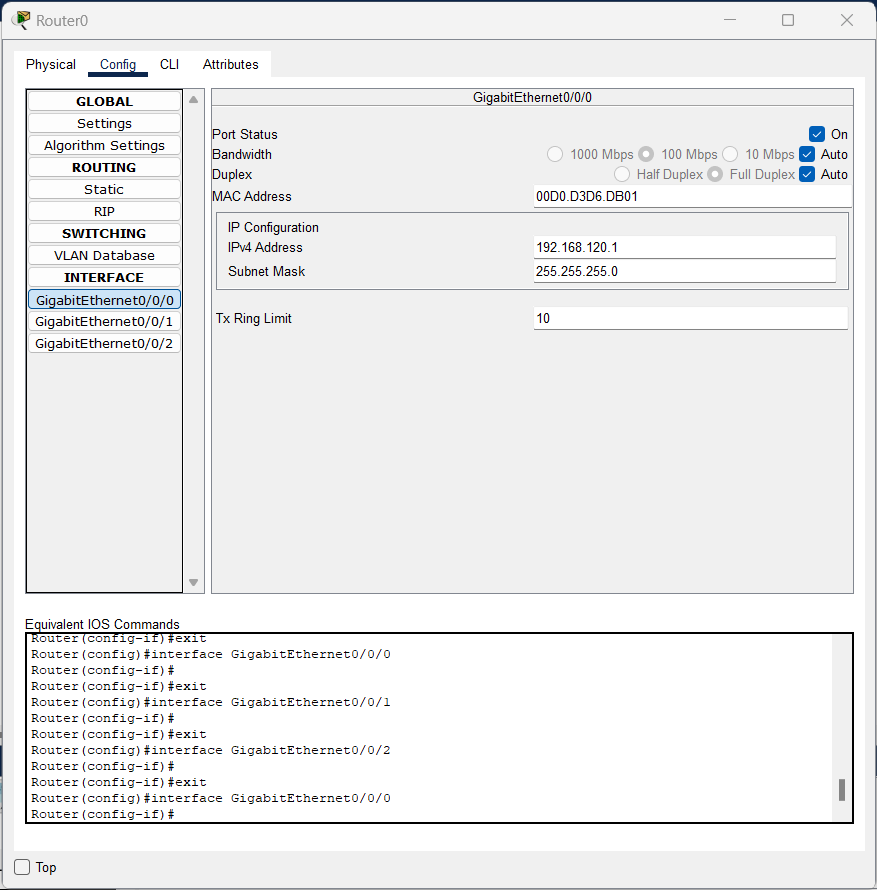 Router0
Physical Config CLI Attributes
GLOBAL
Settings
Algorithm Settings
ROUTING
Static
RIP
SWITCHING
VLAN Database
INTERFACE
GigabitEthernet0/0/0
GigabitEthernet0/0/1
GigabitEthernet0/0/2
GigabitEthernet0/0/0
Port Status On
Bandwidth 1000 Mbps 100 Mbps 10 Mbps Auto
Duplex Half Duplex Full Duplex Auto
MAC Address 00D0.D3D6.DB01
IP Configuration
IPv4 Address 192.168.120.1
Subnet Mask 255.255.255.0
Tx Ring Limit 10
Equivalent IOS Commands
Router(config-if)#exit
Router(config)#interface GigabitEthernet0/0/0
Router(config-if)#
Router(config-if)#exit
Router(config)#interface GigabitEthernet0/0/1
Router(config-if)#
Router(config-if)#exit
Router(config)#interface GigabitEthernet0/0/2
Router(config-if)#
Router(config-if)#exit
Router(config)#interface GigabitEthernet0/0/0
Router(config-if)#
Top